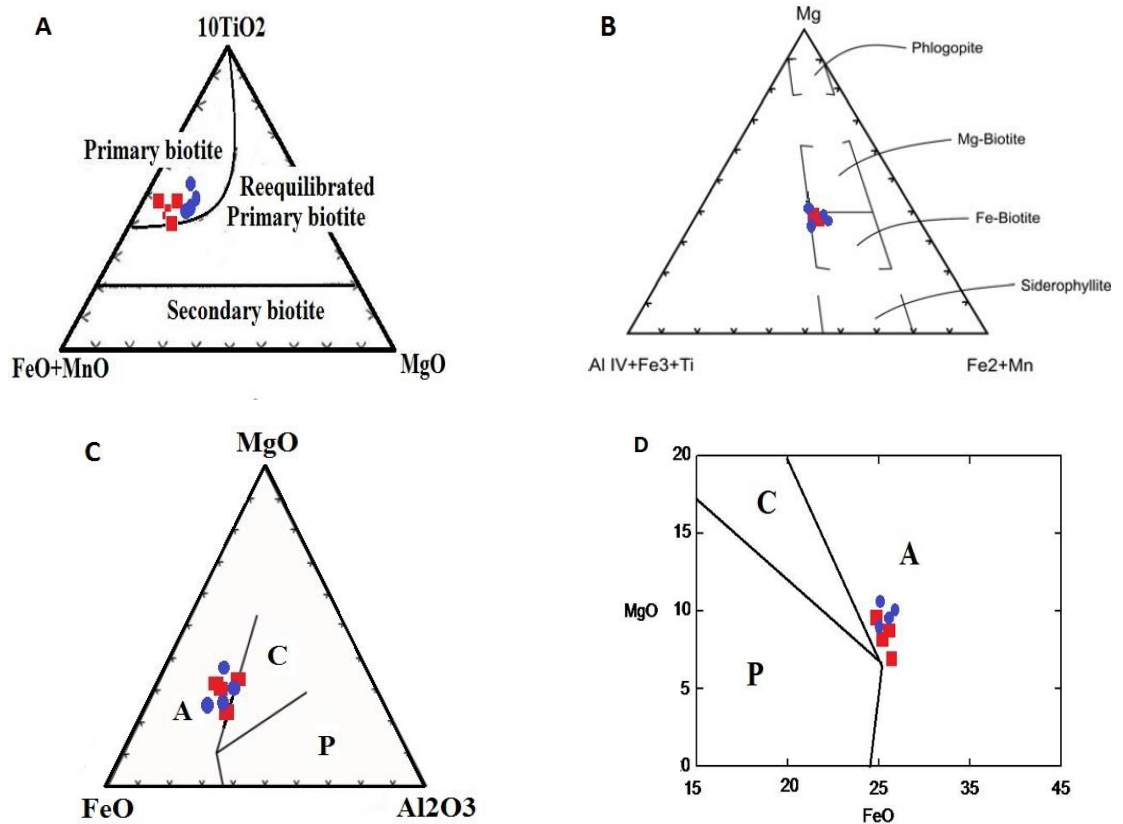 A
10TiO2
Primary biotite
Reequilibrated
Primary biotite
Secondary biotite
FeO+MnO
MgO
B
Mg
Phlogopite
Mg-Biotite
Fe-Biotite
Siderophyllite
Al IV+Fe3+Ti
Fe2+Mn
C
MgO
C
A
P
FeO
Al2O3
D
20
C
15
A
MgO
10
P
5
0
15
20
25
35
45
FeO